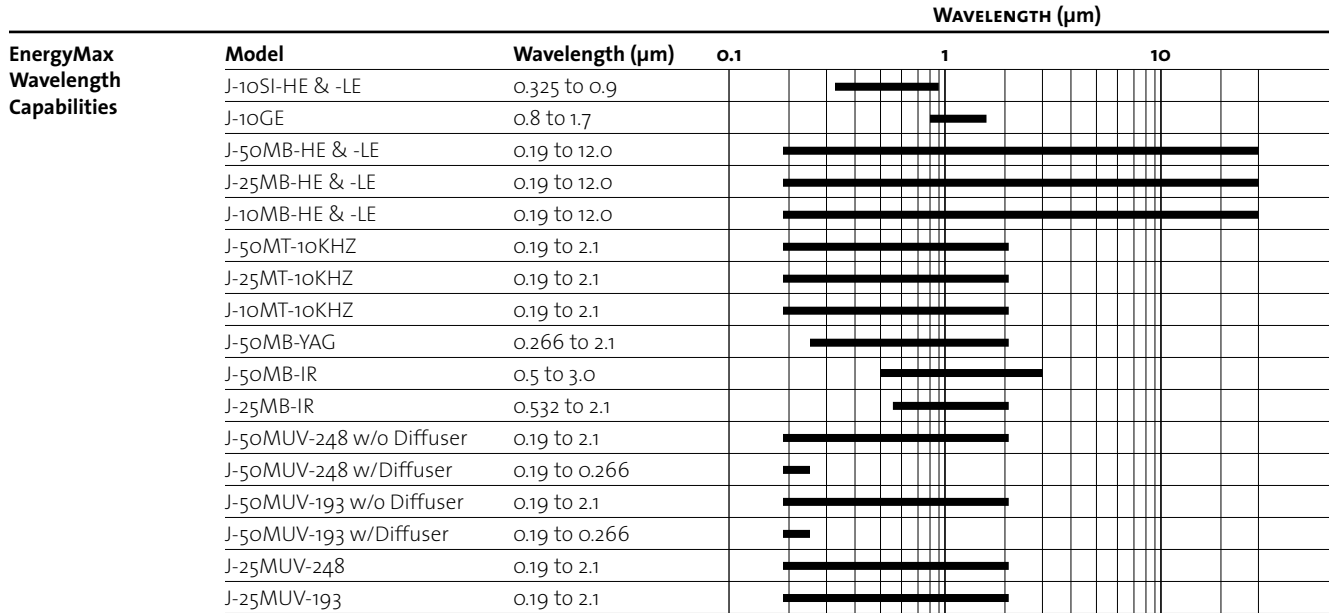 WAVELENGTH (µm)
EnergyMax Model Wavelength (µm) 0.1 1 10
Wavelength J-10SI-HE & -LE 0.325 to 0.9
Capabilities
J-10GE 0.8 to 1.7
J-50MB-HE & -LE 0.19 to 12.0
J-25MB-HE & -LE 0.19 to 12.0
J-10MB-HE & -LE 0.19 to 12.0
J-50MT-10KHZ 0.19 to 2.1
J-25MT-10KHZ 0.19 to 2.1
J-10MT-10KHZ 0.19 to 2.1
J-50MB-YAG 0.266 to 2.1
J-50MB-IR 0.5 to 3.0
J-25MB-IR 0.532 to 2.1
J-50MUV-248 w/o Diffuser 0.19 to 2.1
J-50MUV-248 w/Diffuser 0.19 to 0.266
J-50MUV-193 w/o Diffuser 0.19 to 2.1
J-50MUV-193 w/Diffuser 0.19 to 0.266
J-25MUV-248 0.19 to 2.1
J-25MUV-193 0.19 to 2.1